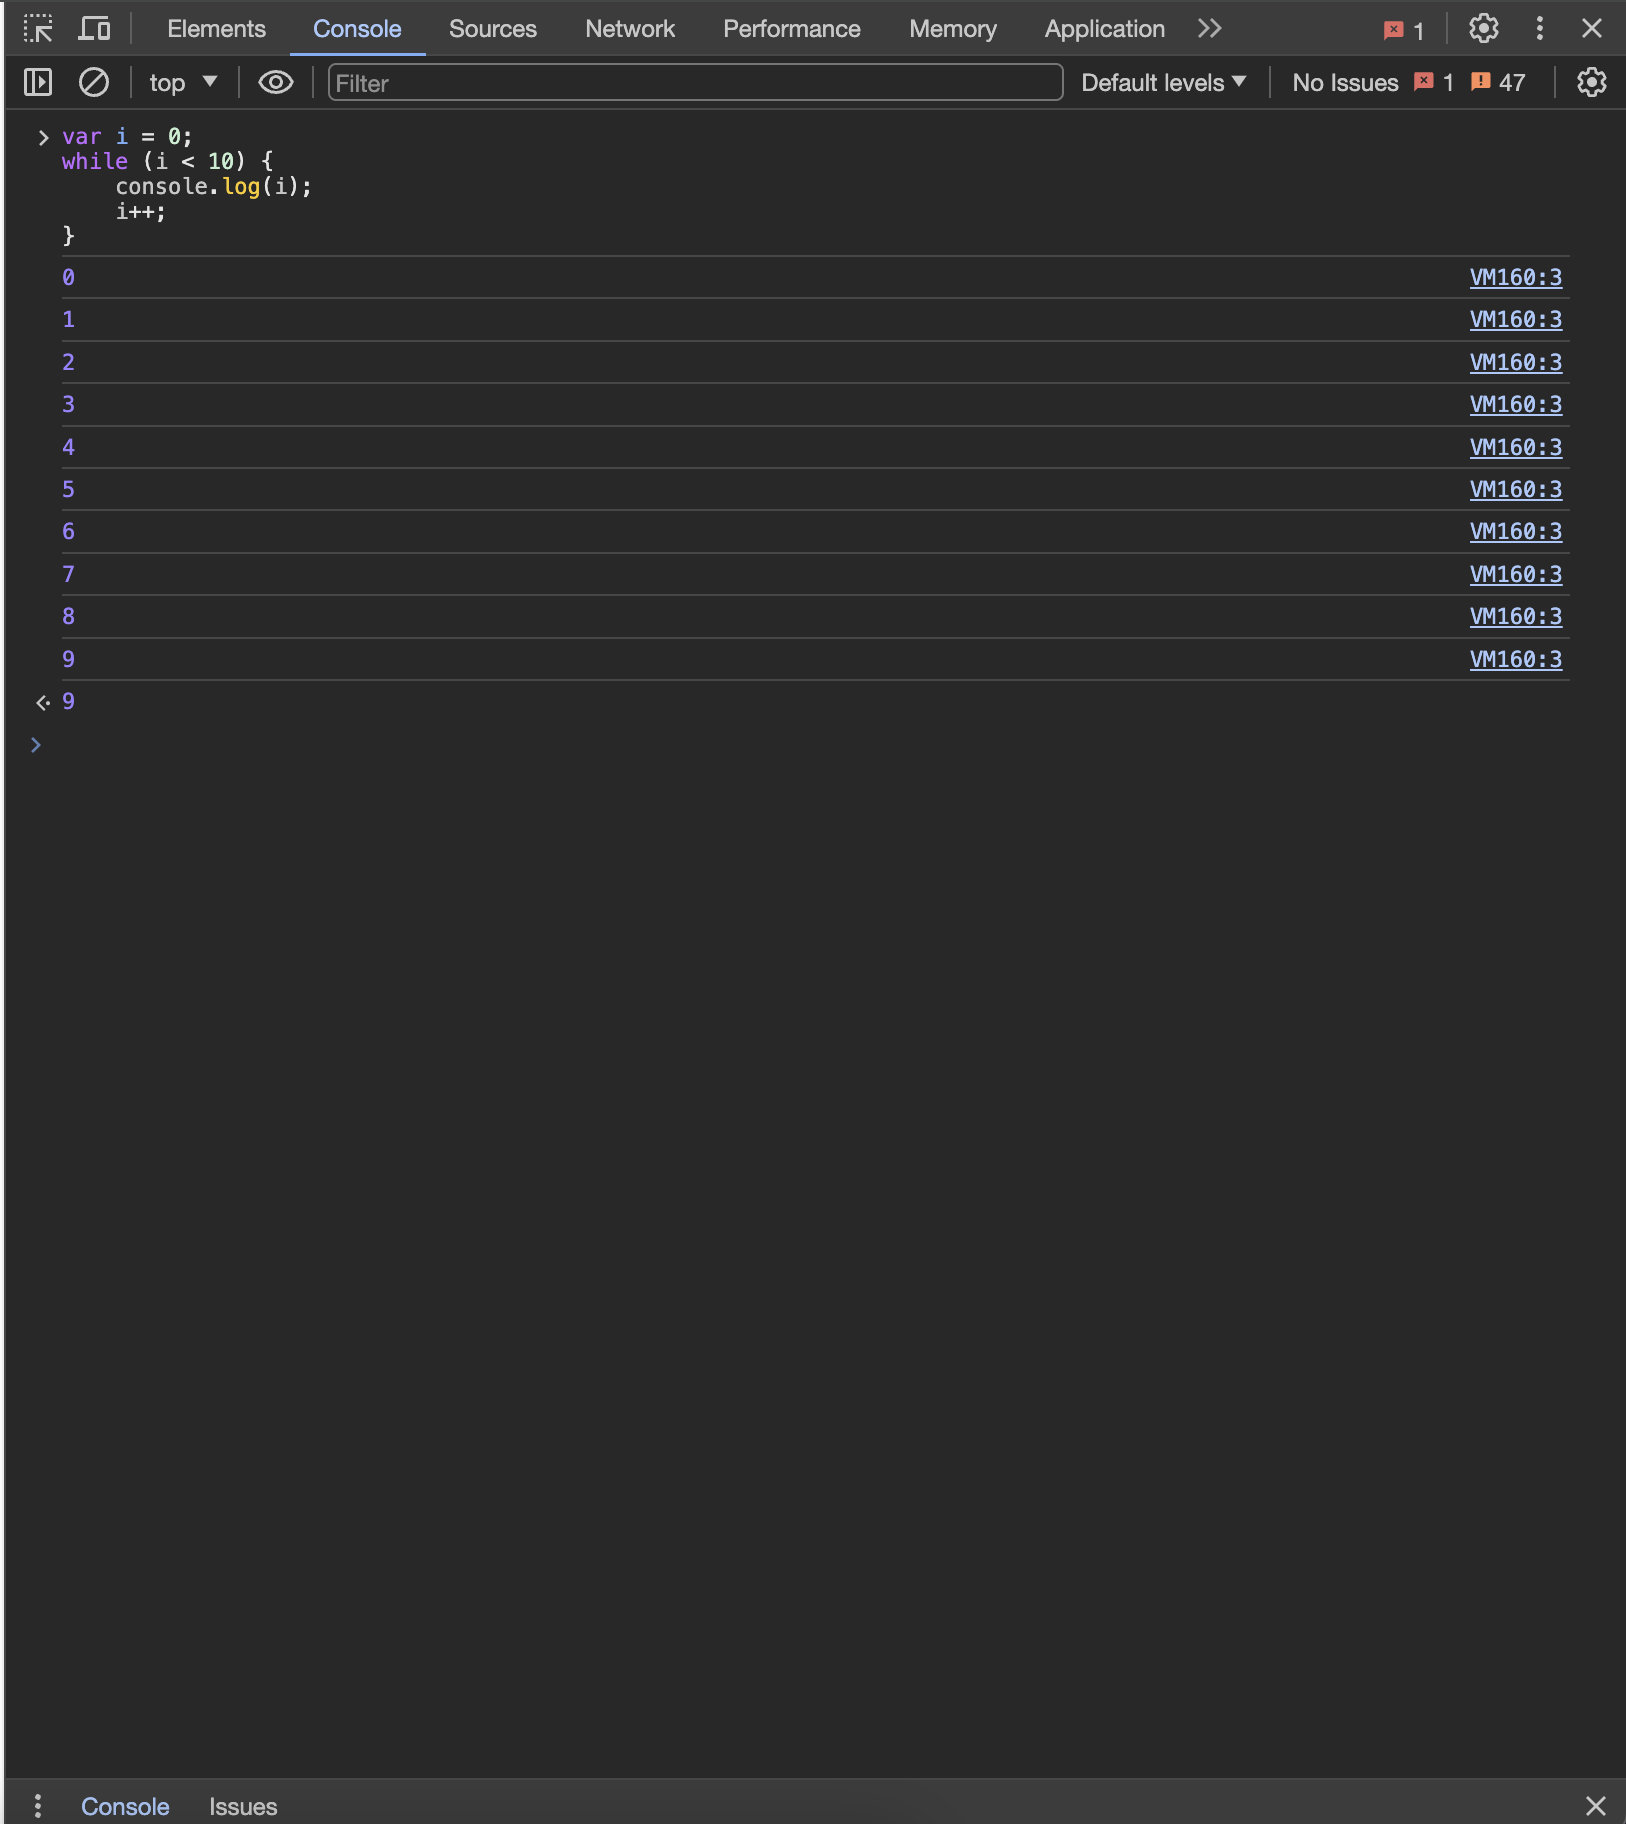 Elements Console Sources Network Performance Memory Application 1
top Filter Default levels No Issues 1 47
var i = 0;
while (i < 10) {
    console.log(i);
    i++;
}
0 VM160:3
1 VM160:3
2 VM160:3
3 VM160:3
4 VM160:3
5 VM160:3
6 VM160:3
7 VM160:3
8 VM160:3
9 VM160:3
9
Console Issues